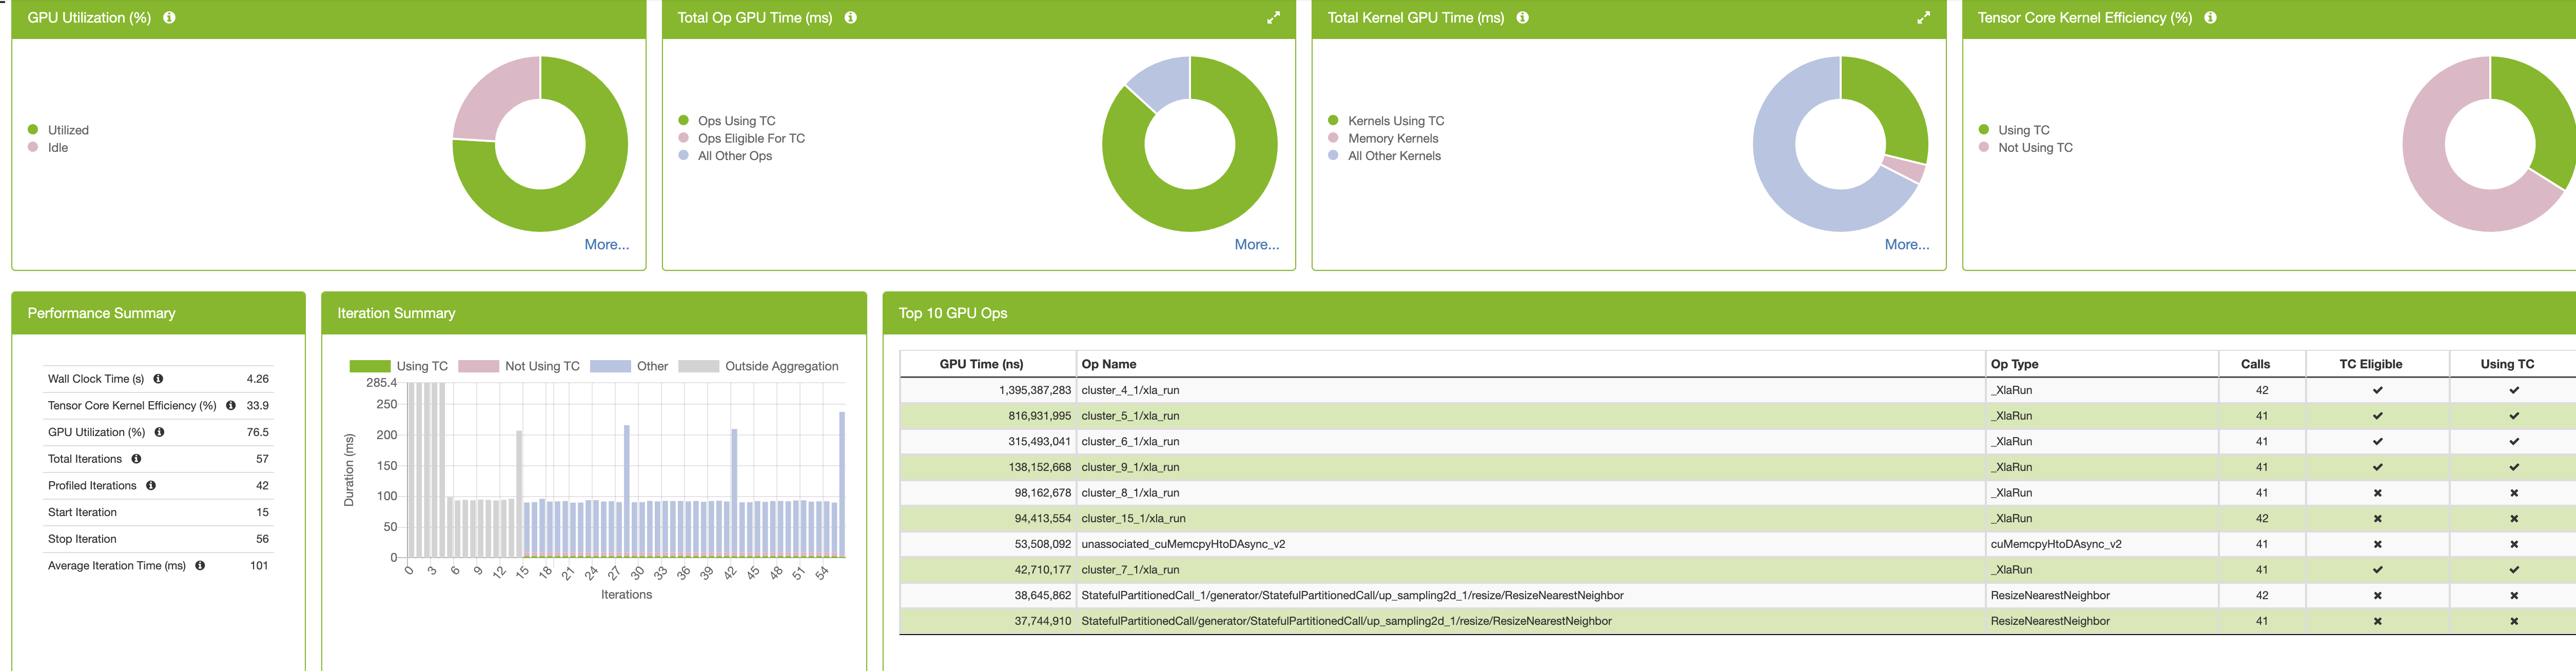 GPU Utilization (%)
Utilized
Idle
More...
Total Op GPU Time (ms)
Ops Using TC
Ops Eligible For TC
All Other Ops
More...
Total Kernel GPU Time (ms)
Kernels Using TC
Memory Kernels
All Other Kernels
More...
Tensor Core Kernel Efficiency (%)
Using TC
Not Using TC
Performance Summary
Wall Clock Time (s) 4.26
Tensor Core Kernel Efficiency (%) 33.9
GPU Utilization (%) 76.5
Total Iterations 57
Profiled Iterations 42
Start Iteration 15
Stop Iteration 56
Average Iteration Time (ms) 101
Iteration Summary
Using TC Not Using TC Other Outside Aggregation
285.4
250
200
150
100
50
0
Duration (ms)
0 3 6 9 12 15 18 21 24 27 30 33 36 39 42 45 48 51 54
Iterations
Top 10 GPU Ops
GPU Time (ns) Op Name Op Type Calls TC Eligible Using TC
1,395,387,283 cluster_4_1/xla_run _XlaRun 42 ✓ ✓
816,931,995 cluster_5_1/xla_run _XlaRun 41 ✓ ✓
315,493,041 cluster_6_1/xla_run _XlaRun 41 ✓ ✓
138,152,668 cluster_9_1/xla_run _XlaRun 41 ✓ ✓
98,162,678 cluster_8_1/xla_run _XlaRun 41 ✗ ✗
94,413,554 cluster_15_1/xla_run _XlaRun 42 ✗ ✗
53,508,092 unassociated_cuMemcpyHtoDAsync_v2 cuMemcpyHtoDAsync_v2 41 ✗ ✗
42,710,177 cluster_7_1/xla_run _XlaRun 41 ✓ ✓
38,645,862 StatefulPartitionedCall_1/generator/StatefulPartitionedCall/up_sampling2d_1/resize/ResizeNearestNeighbor ResizeNearestNeighbor 42 ✗ ✗
37,744,910 StatefulPartitionedCall/generator/StatefulPartitionedCall/up_sampling2d_1/resize/ResizeNearestNeighbor ResizeNearestNeighbor 41 ✗ ✗